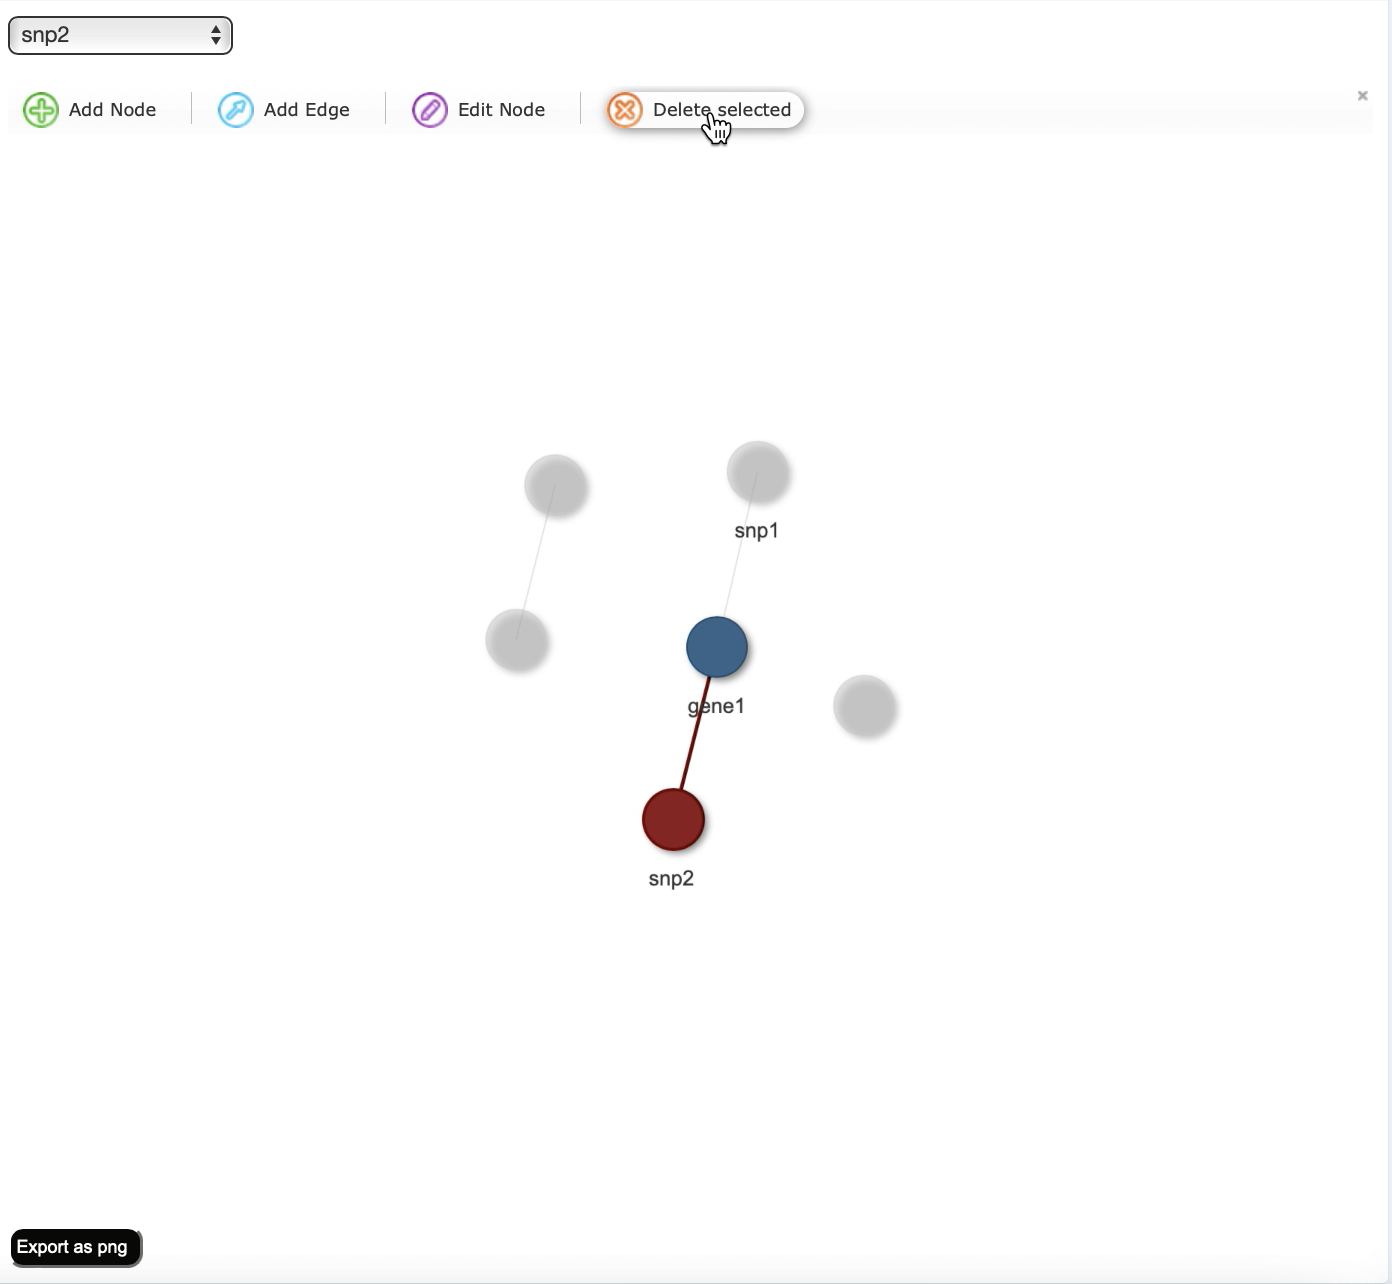 snp2
Add Node
Add Edge
Edit Node
Delete selected
snp1
gene1
snp2
Export as png